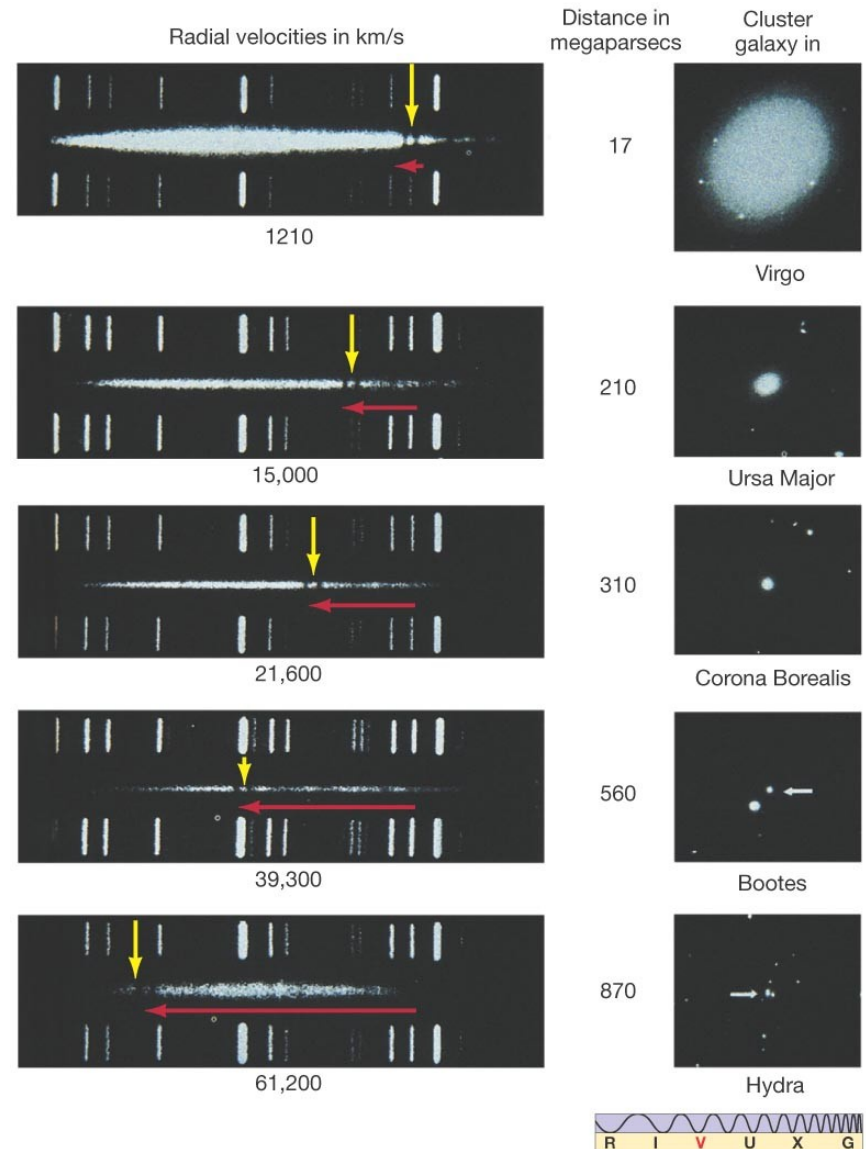 Radial velocities in km/s
Distance in
megaparsecs
Cluster
galaxy in
17
1210
Virgo
210
15,000
Ursa Major
310
21,600
Corona Borealis
560
39,300
Bootes
870
61,200
Hydra
R I V U X G